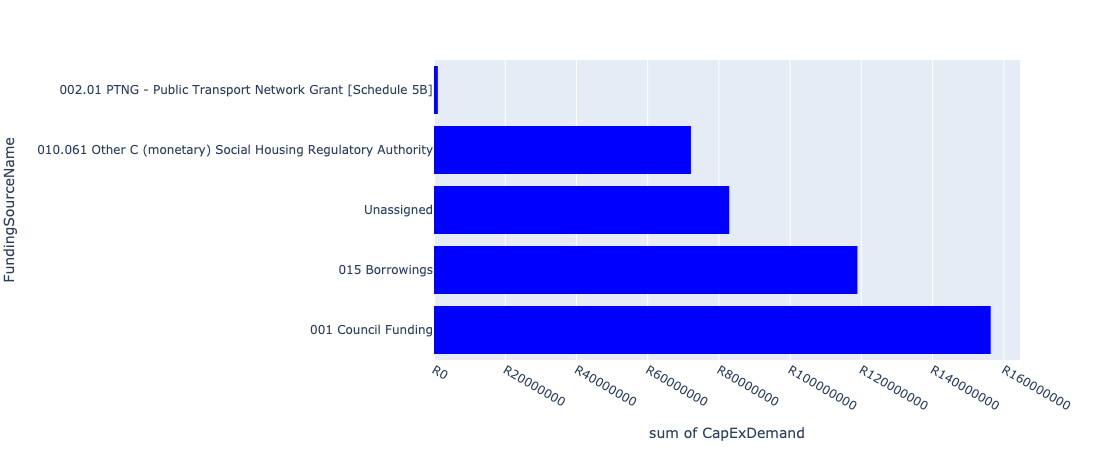 002.01 PTNG - Public Transport Network Grant [Schedule 5B]
010.061 Other C (monetary) Social Housing Regulatory Authority
Unassigned
015 Borrowings
001 Council Funding
FundingSourceName
R0
R20000000
R40000000
R60000000
R80000000
R100000000
R120000000
R140000000
R160000000
sum of CapExDemand